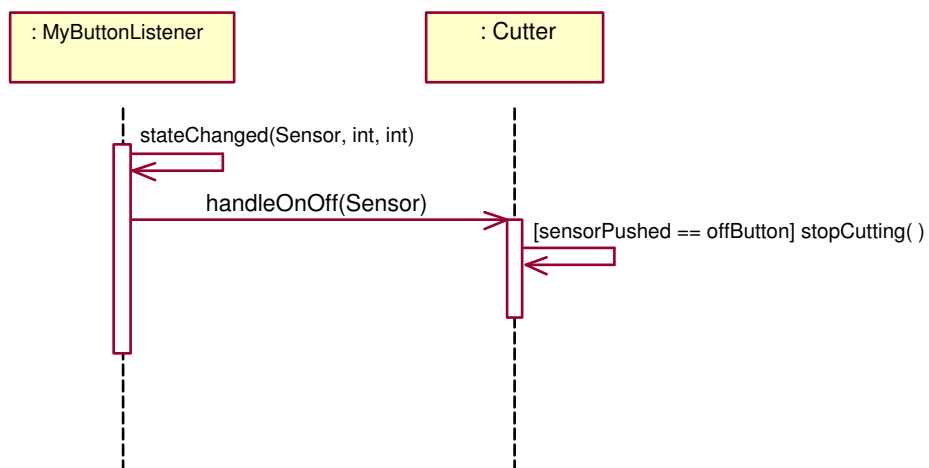 : MyButtonListener
: Cutter
stateChanged(Sensor, int, int)
handleOnOff(Sensor)
[sensorPushed == offButton] stopCutting( )